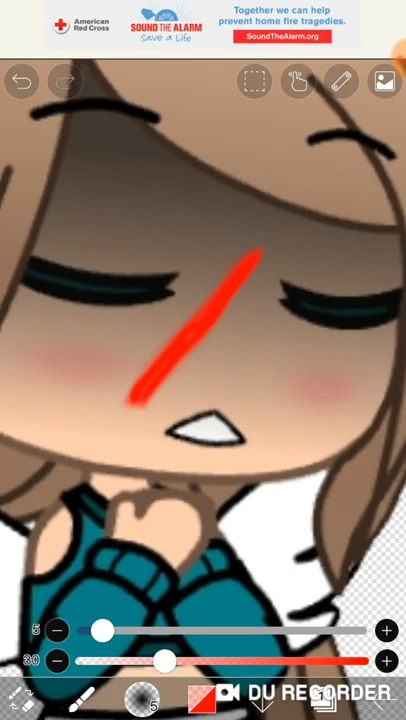 American
Red Cross
SOUND THE ALARM
Save a Life
Together we can help
prevent home fire tragedies.
SoundTheAlarm.org
5
30
5
DU RECORDER